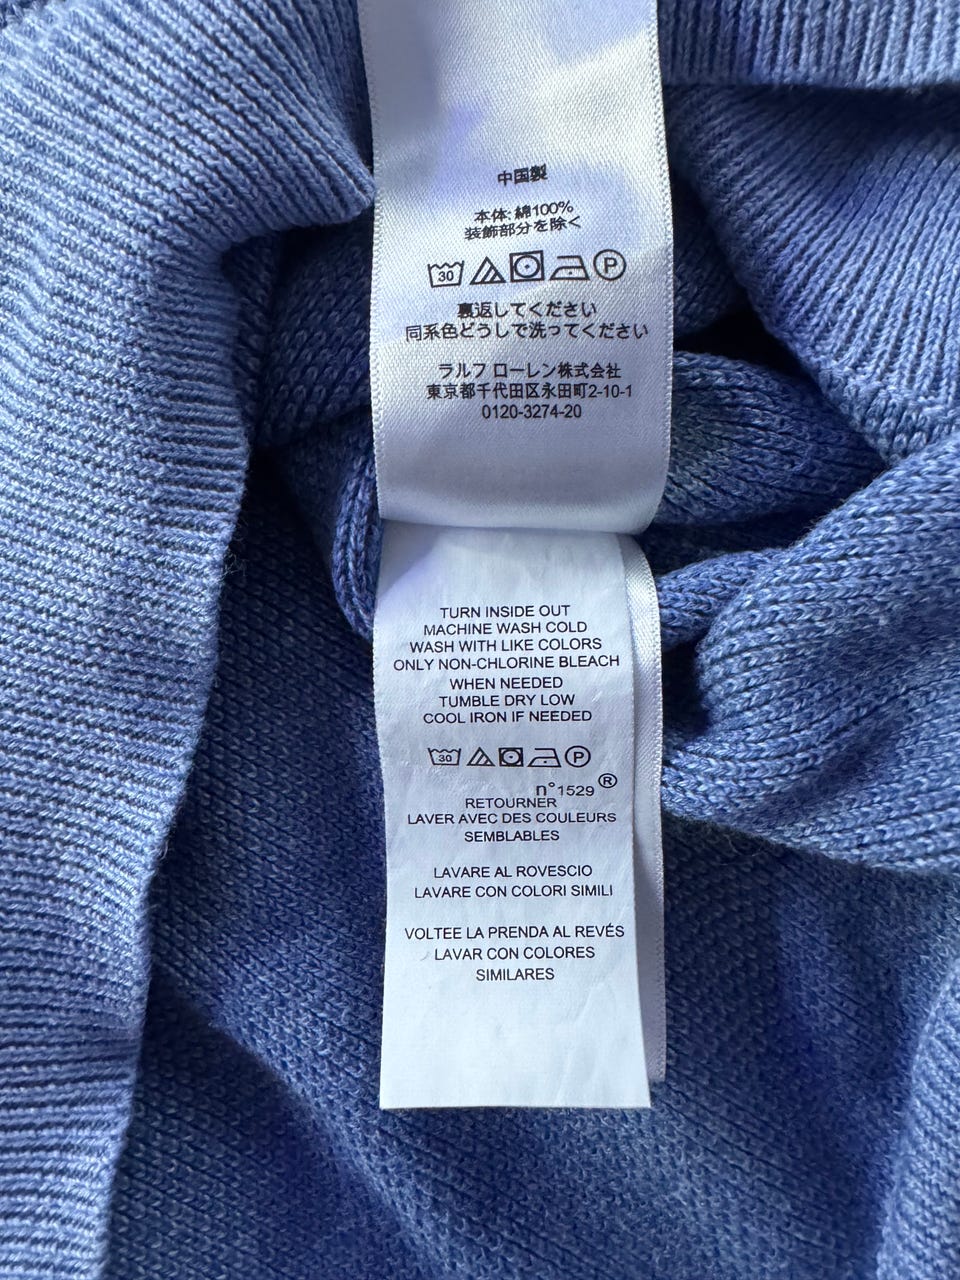 中国製
本体: 綿100%
装飾部分を除く
30 P
裏返してください
同系色どうしで洗ってください
ラルフ ローレン株式会社
東京都千代田区永田町2-10-1
0120-3274-20
TURN INSIDE OUT
MACHINE WASH COLD
WASH WITH LIKE COLORS
ONLY NON-CHLORINE BLEACH
WHEN NEEDED
TUMBLE DRY LOW
COOL IRON IF NEEDED
30 P
n°1529®
RETOURNER
LAVER AVEC DES COULEURS
SEMBLABLES
LAVARE AL ROVESCIO
LAVARE CON COLORI SIMILI
VOLTEE LA PRENDA AL REVÉS
LAVAR CON COLORES
SIMILARES